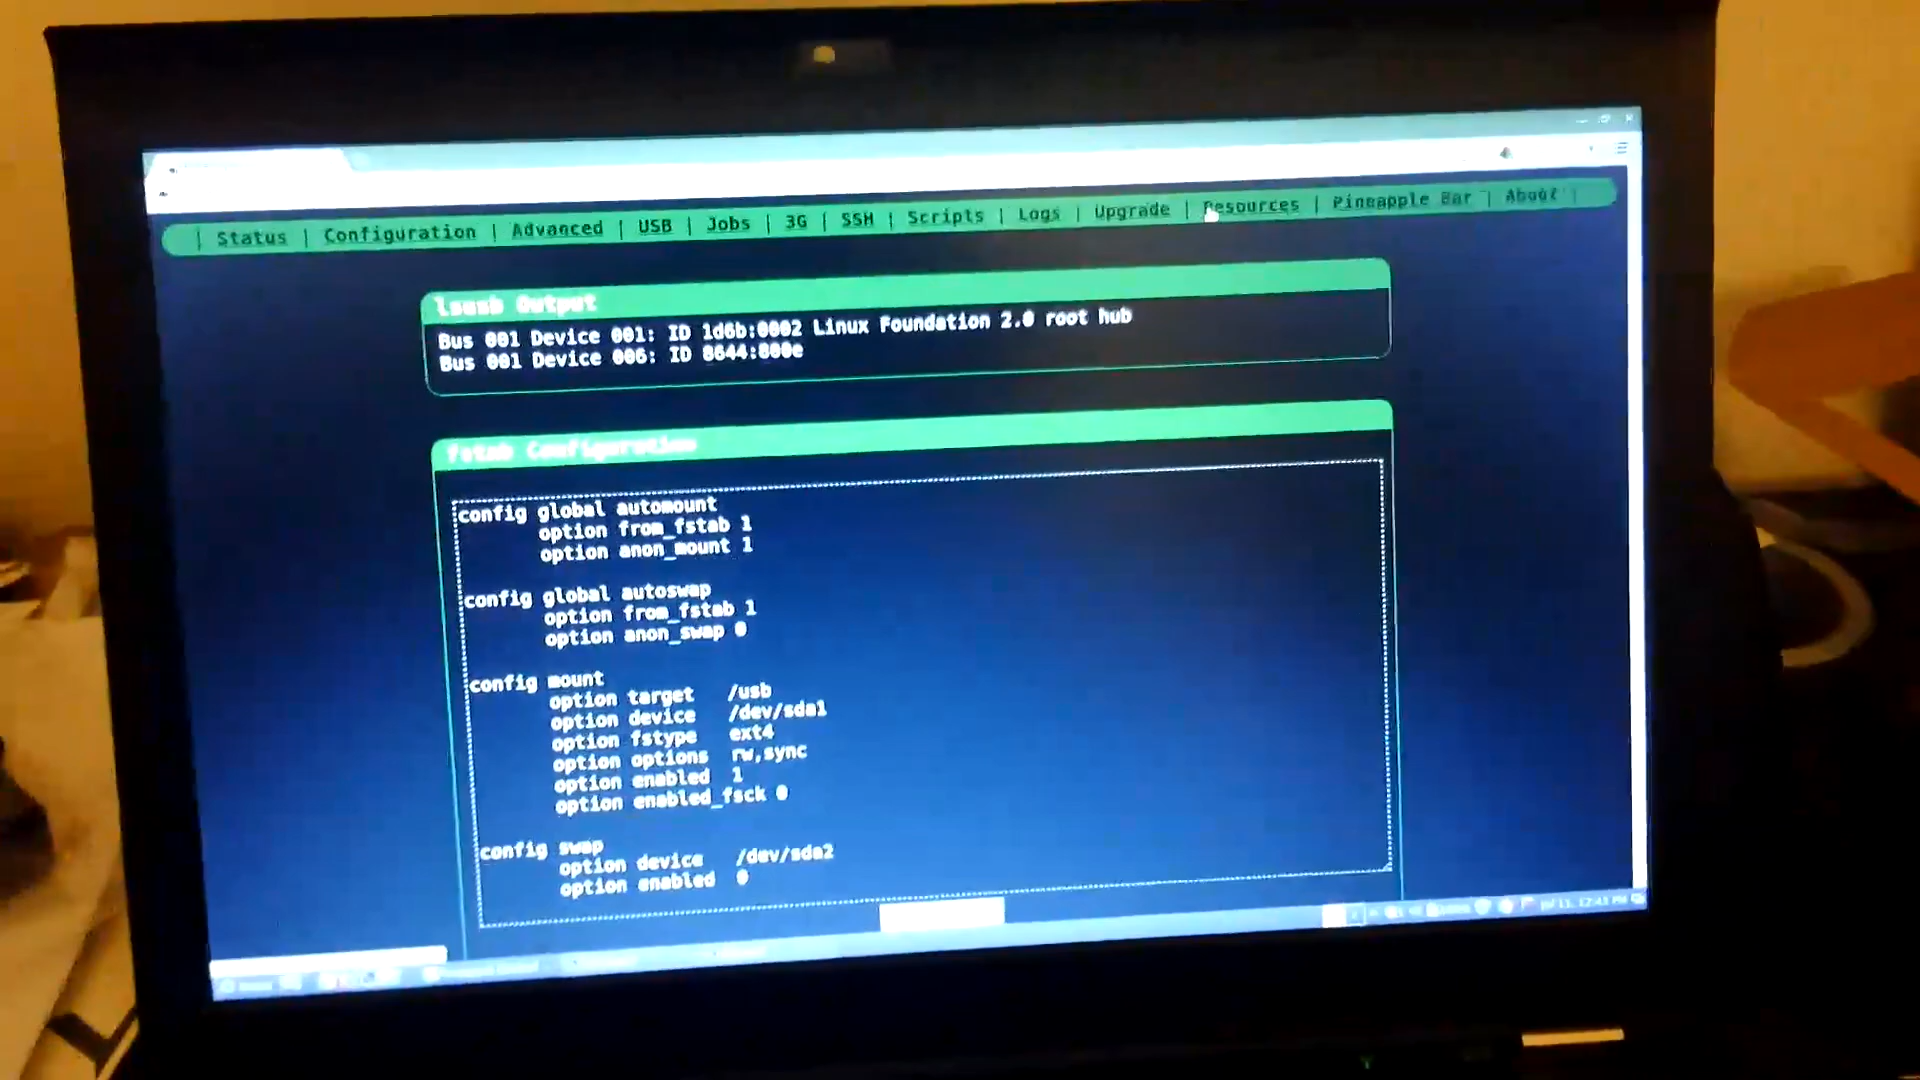 | Status | Configuration | Advanced | USB | Jobs | 3G | SSH | Scripts | Logs | Upgrade | Resources | Pineapple Bar | About |
lsusb Output
Bus 001 Device 001: ID 1d6b:0002 Linux Foundation 2.0 root hub
Bus 001 Device 006: ID 8644:800e
fstab Configuration
config global automount
option from_fstab 1
option anon_mount 1
config global autoswap
option from_fstab 1
option anon_swap 0
config mount
option target /usb
option device /dev/sda1
option fstype ext4
option options rw,sync
option enabled 1
option enabled_fsck 0
config swap
option device /dev/sda2
option enabled 0